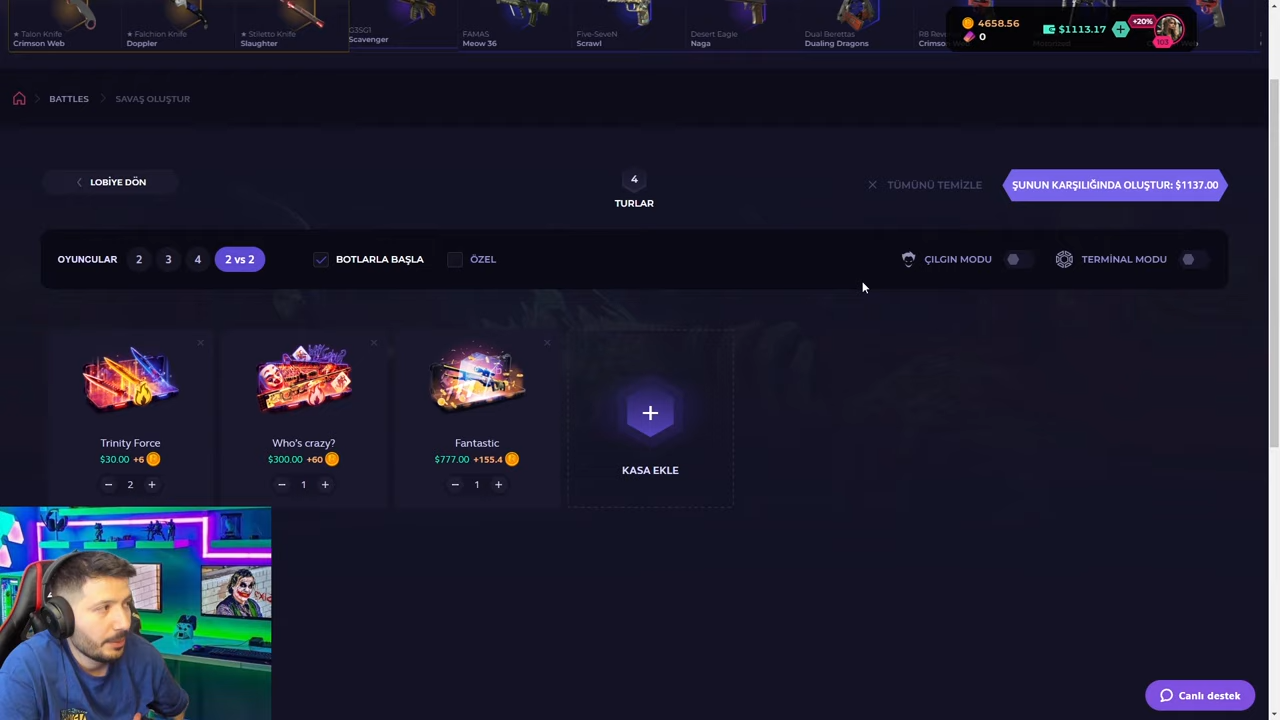 ★ Talon Knife
Crimson Web
★ Falchion Knife
Doppler
★ Stiletto Knife
Slaughter
G3SG1
Scavenger
FAMAS
Meow 36
Five-SeveN
Scrawl
Desert Eagle
Naga
Dual Berettas
Dualing Dragons
4658.56
0
$1113.17
+20%
103
BATTLES
SAVAŞ OLUŞTUR
LOBİYE DÖN
4
TURLAR
TÜMÜNÜ TEMİZLE
ŞUNUN KARŞILIĞINDA OLUŞTUR: $1137.00
OYUNCULAR 2 3 4 2 vs 2
BOTLARLA BAŞLA
ÖZEL
ÇILGIN MODU
TERMİNAL MODU
Trinity Force
$30.00 +6
− 2 +
Who's crazy?
$300.00 +60
− 1 +
Fantastic
$777.00 +155.4
− 1 +
+
KASA EKLE
Canlı destek